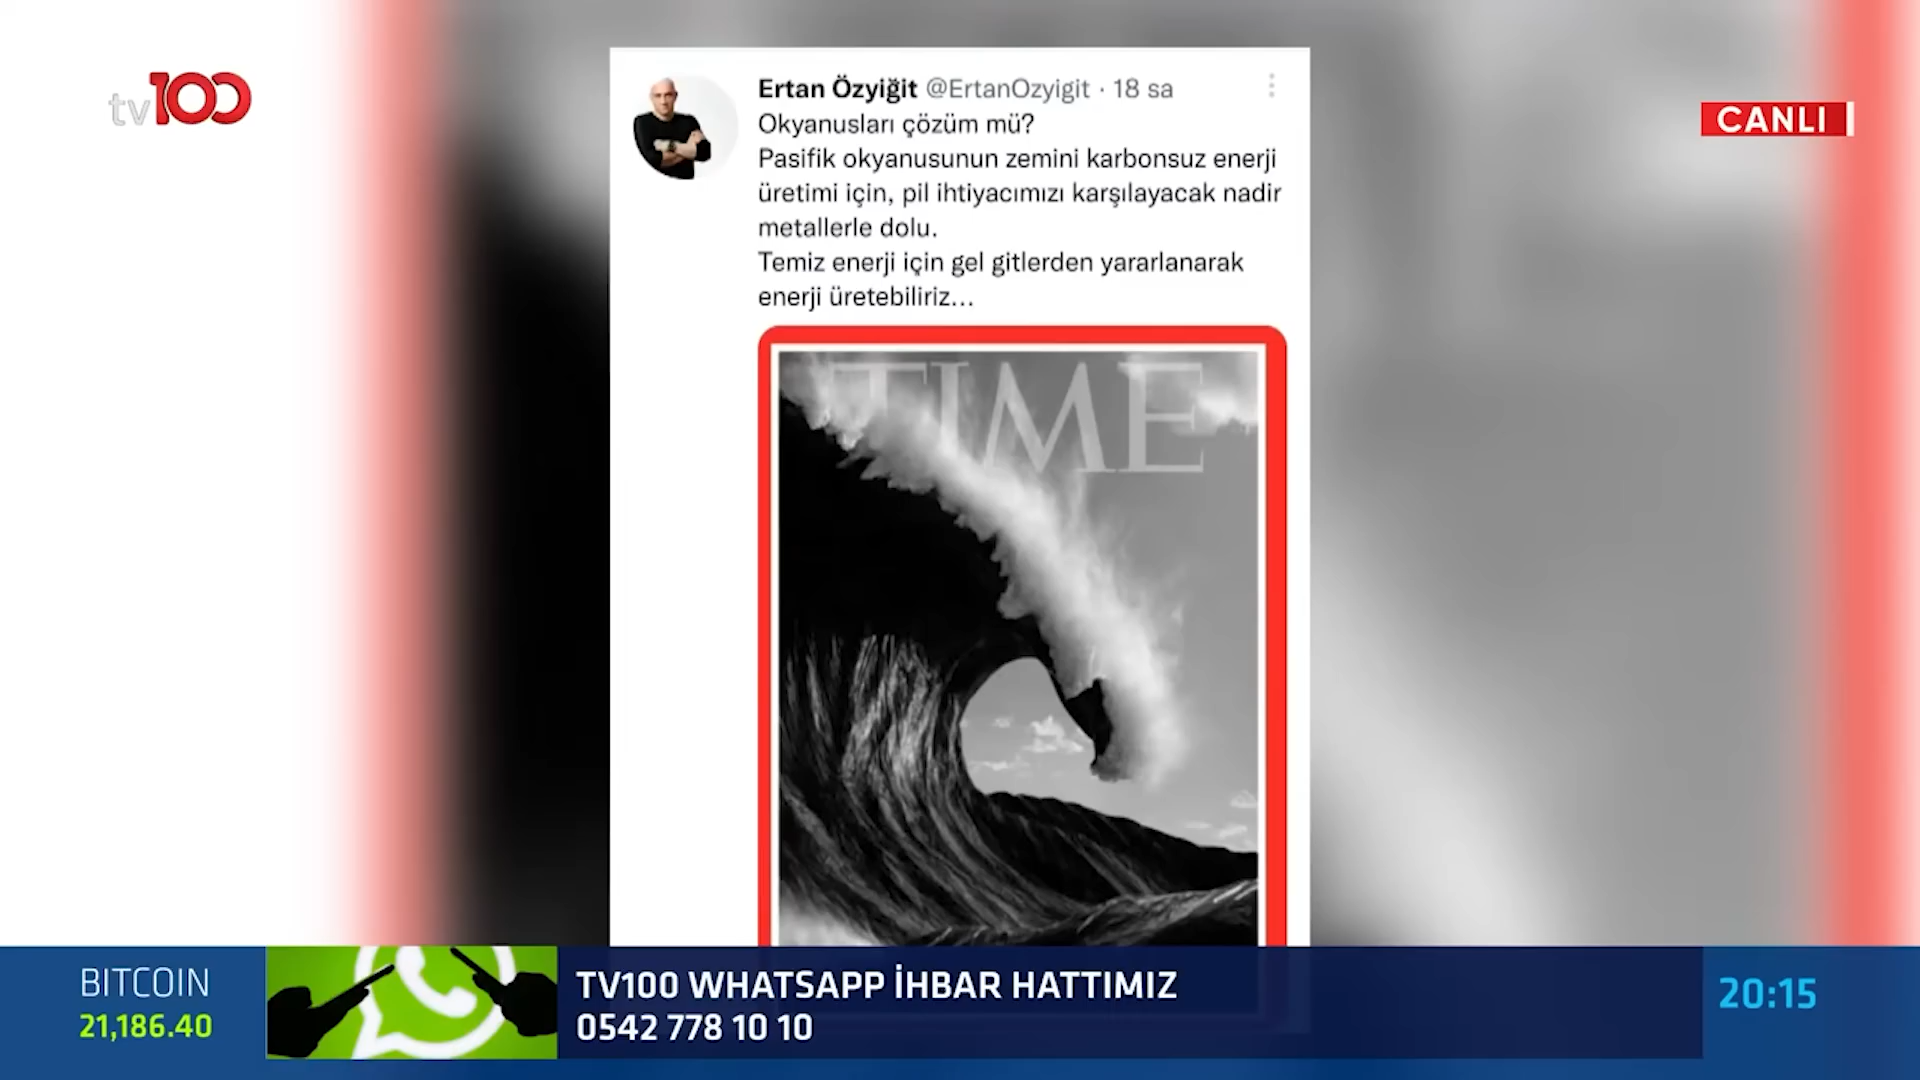 tv100
CANLI
Ertan Özyiğit @ErtanOzyigit · 18 sa
Okyanusları çözüm mü?
Pasifik okyanusunun zemini karbonsuz enerji
üretimi için, pil ihtiyacımızı karşılayacak nadir
metallerle dolu.
Temiz enerji için gel gitlerden yararlanarak
enerji üretebiliriz...
TIME
BITCOIN
21,186.40
TV100 WHATSAPP İHBAR HATTIMIZ
0542 778 10 10
20:15